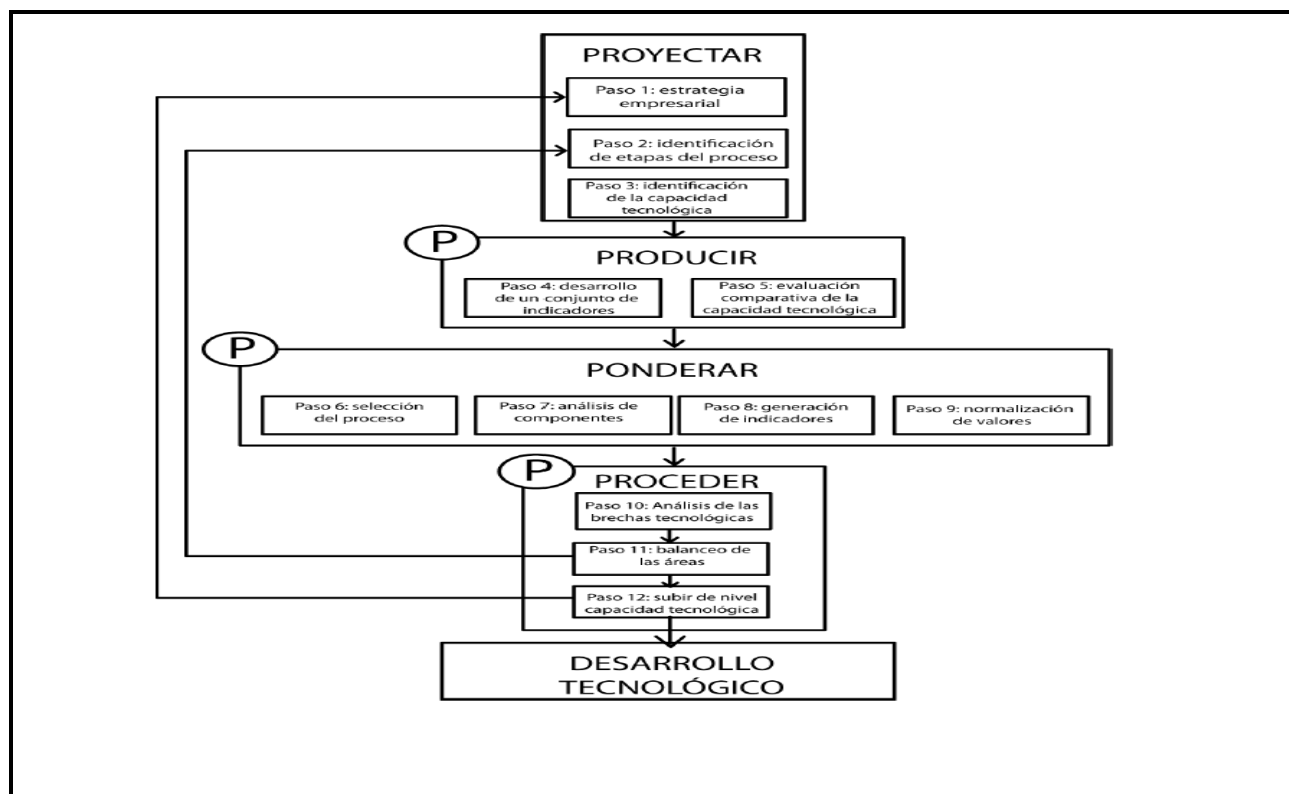 PROYECTAR
Paso 1: estrategia
empresarial
Paso 2: identificación
de etapas del proceso
Paso 3: identificación
de la capacidad
tecnológica
P
PRODUCIR
Paso 4: desarrollo
de un conjunto de
indicadores
Paso 5: evaluación
comparativa de la
capacidad tecnológica
P
PONDERAR
Paso 6: selección
del proceso
Paso 7: análisis de
componentes
Paso 8: generación
de indicadores
Paso 9: normalización
de valores
P
PROCEDER
Paso 10: Análisis de las
brechas tecnológicas
Paso 11: balanceo de
las áreas
Paso 12: subir de nivel
capacidad tecnológica
DESARROLLO
TECNOLÓGICO